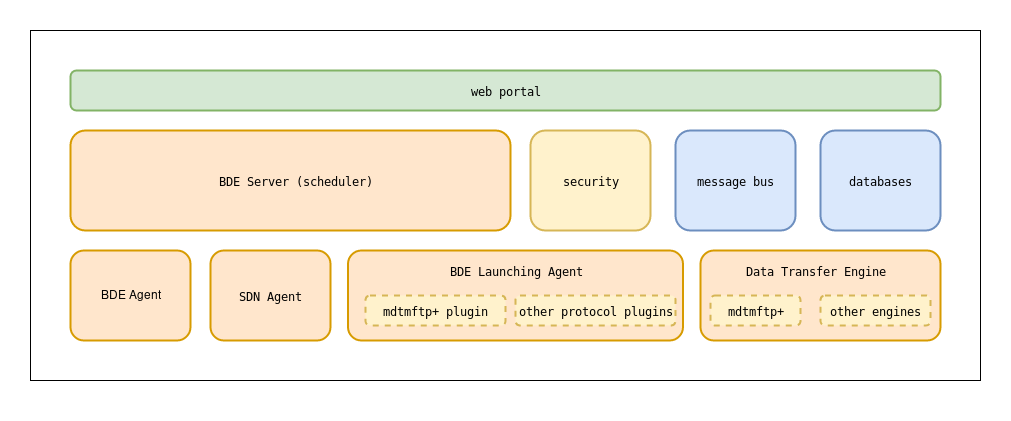 web portal
BDE Server (scheduler)
security
message bus
databases
BDE Agent
SDN Agent
BDE Launching Agent
mdtmftp+ plugin
other protocol plugins
Data Transfer Engine
mdtmftp+
other engines